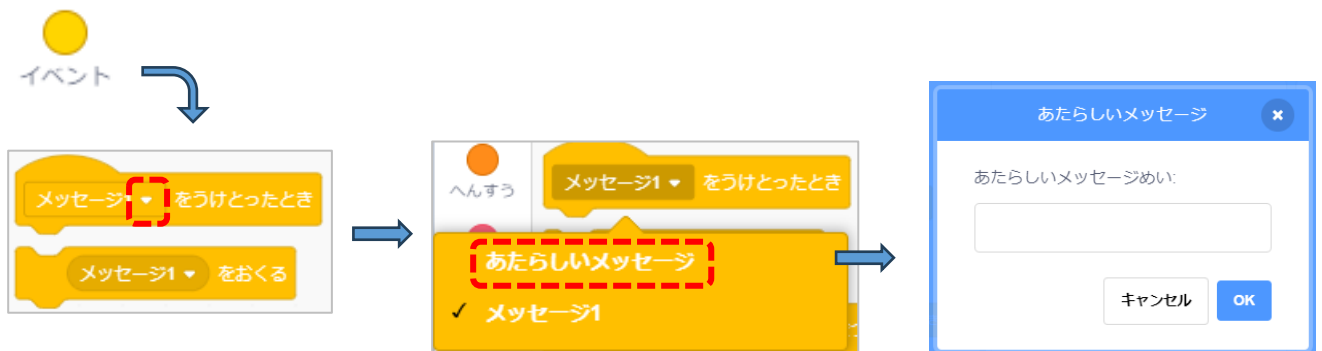 イベント
メッセージ をうけとったとき
メッセージ1 をおくる
へんすう
メッセージ1 をうけとったとき
あたらしいメッセージ
✓ メッセージ1
あたらしいメッセージ
あたらしいメッセージめい:
キャンセル OK